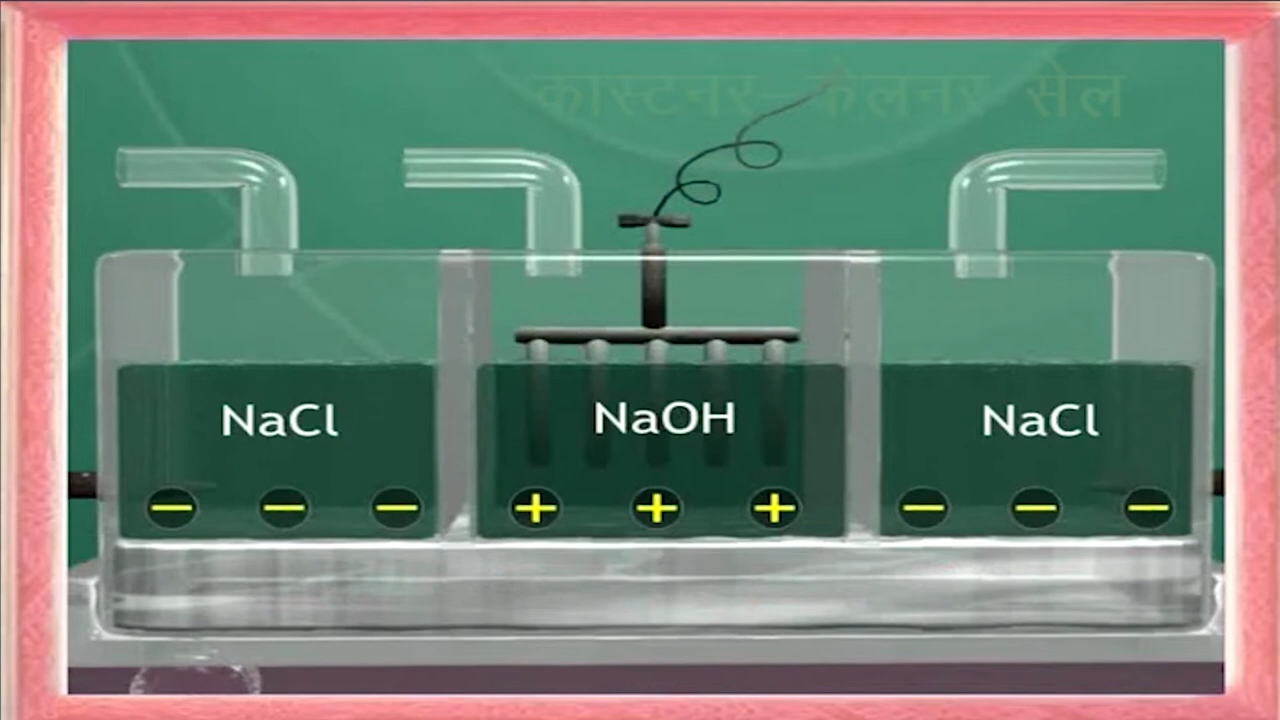 कास्टनर–केलनर सेल
NaCl NaOH NaCl
− − − + + + − − −